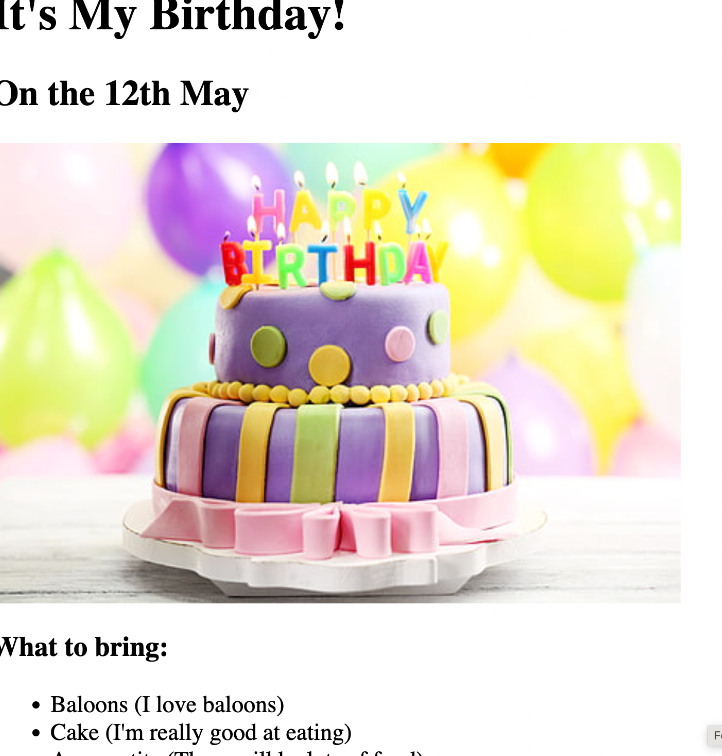 It's My Birthday!
On the 12th May
HAPPY
BIRTHDAY
What to bring:
Baloons (I love baloons)
Cake (I'm really good at eating)